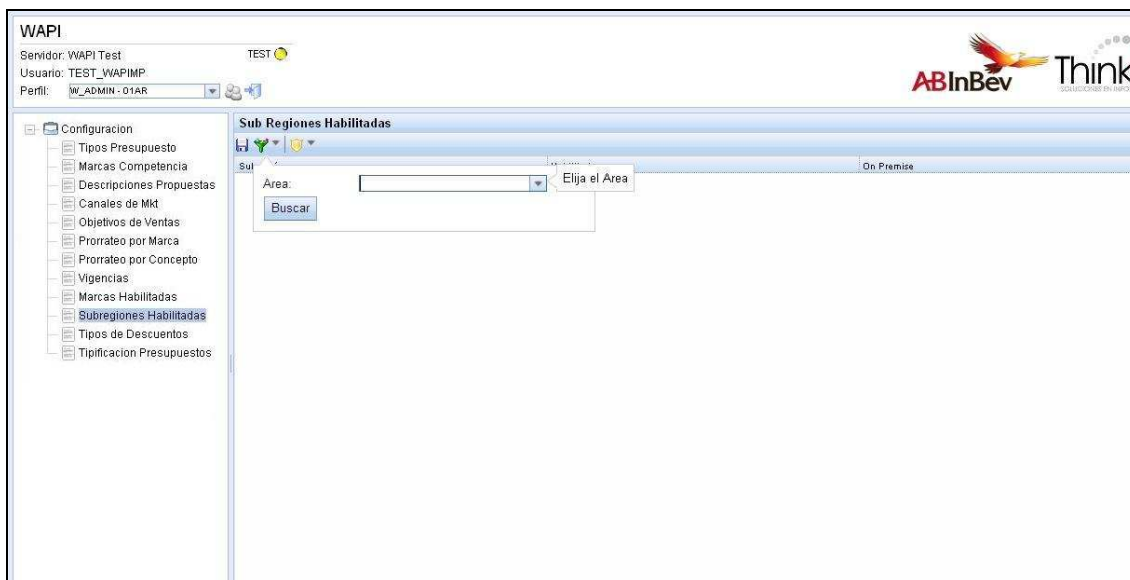 WAPI
Servidor: WAPI Test TEST
Usuario: TEST_WAPIMP
Perfil: W_ADMIN - 01AR
ABInBev
Think
Configuracion
Tipos Presupuesto
Marcas Competencia
Descripciones Propuestas
Canales de Mkt
Objetivos de Ventas
Prorrateo por Marca
Prorrateo por Concepto
Vigencias
Marcas Habilitadas
Subregiones Habilitadas
Tipos de Descuentos
Tipificacion Presupuestos
Sub Regiones Habilitadas
Sub
On Premise
Area:
Elija el Area
Buscar